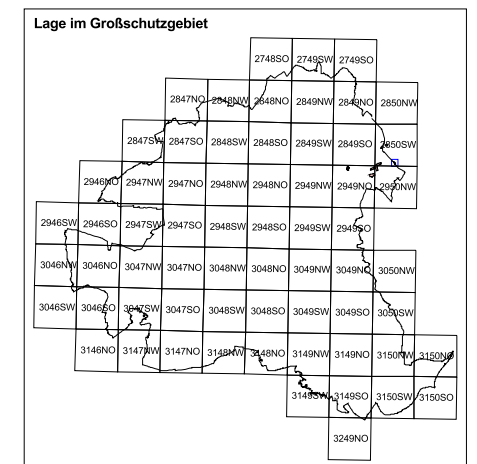 Lage im Großschutzgebiet
2748SO 2749SW 2749SO
2847NO 2848NW 2848NO 2849NW 2849NO 2850NW
2847SW 2847SO 2848SW 2848SO 2849SW 2849SO 2850SW
2946NO 2947NW 2947NO 2948NW 2948NO 2949NW 2949NO 2950NW
2946SW 2946SO 2947SW 2947SO 2948SW 2948SO 2949SW 2949SO
3046NW 3046NO 3047NW 3047NO 3048NW 3048NO 3049NW 3049NO 3050NW
3046SW 3046SO 3047SW 3047SO 3048SW 3048SO 3049SW 3049SO 3050SW
3146NO 3147NW 3147NO 3148NW 3148NO 3149NW 3149NO 3150NW 3150NO
3149SW 3149SO 3150SW 3150SO
3249NO